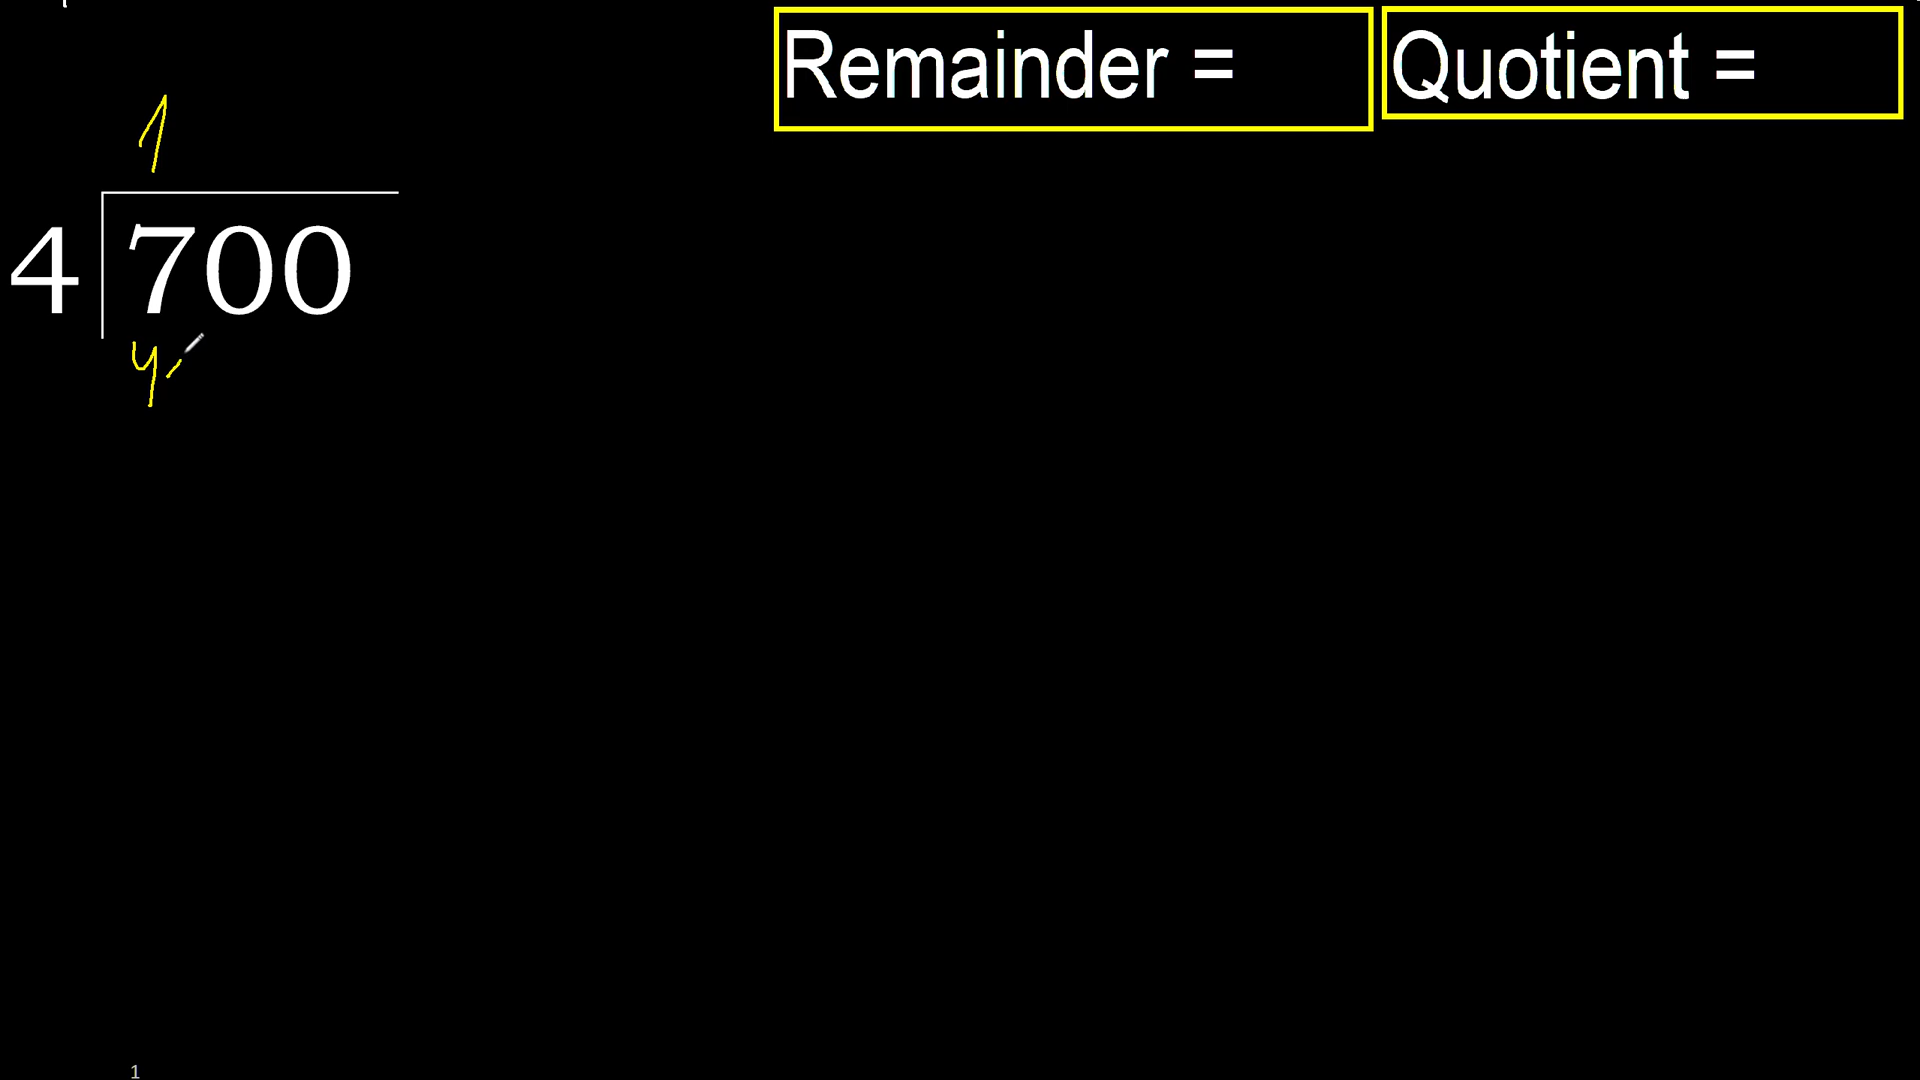 Remainder = Quotient =
1
4 700
4
1